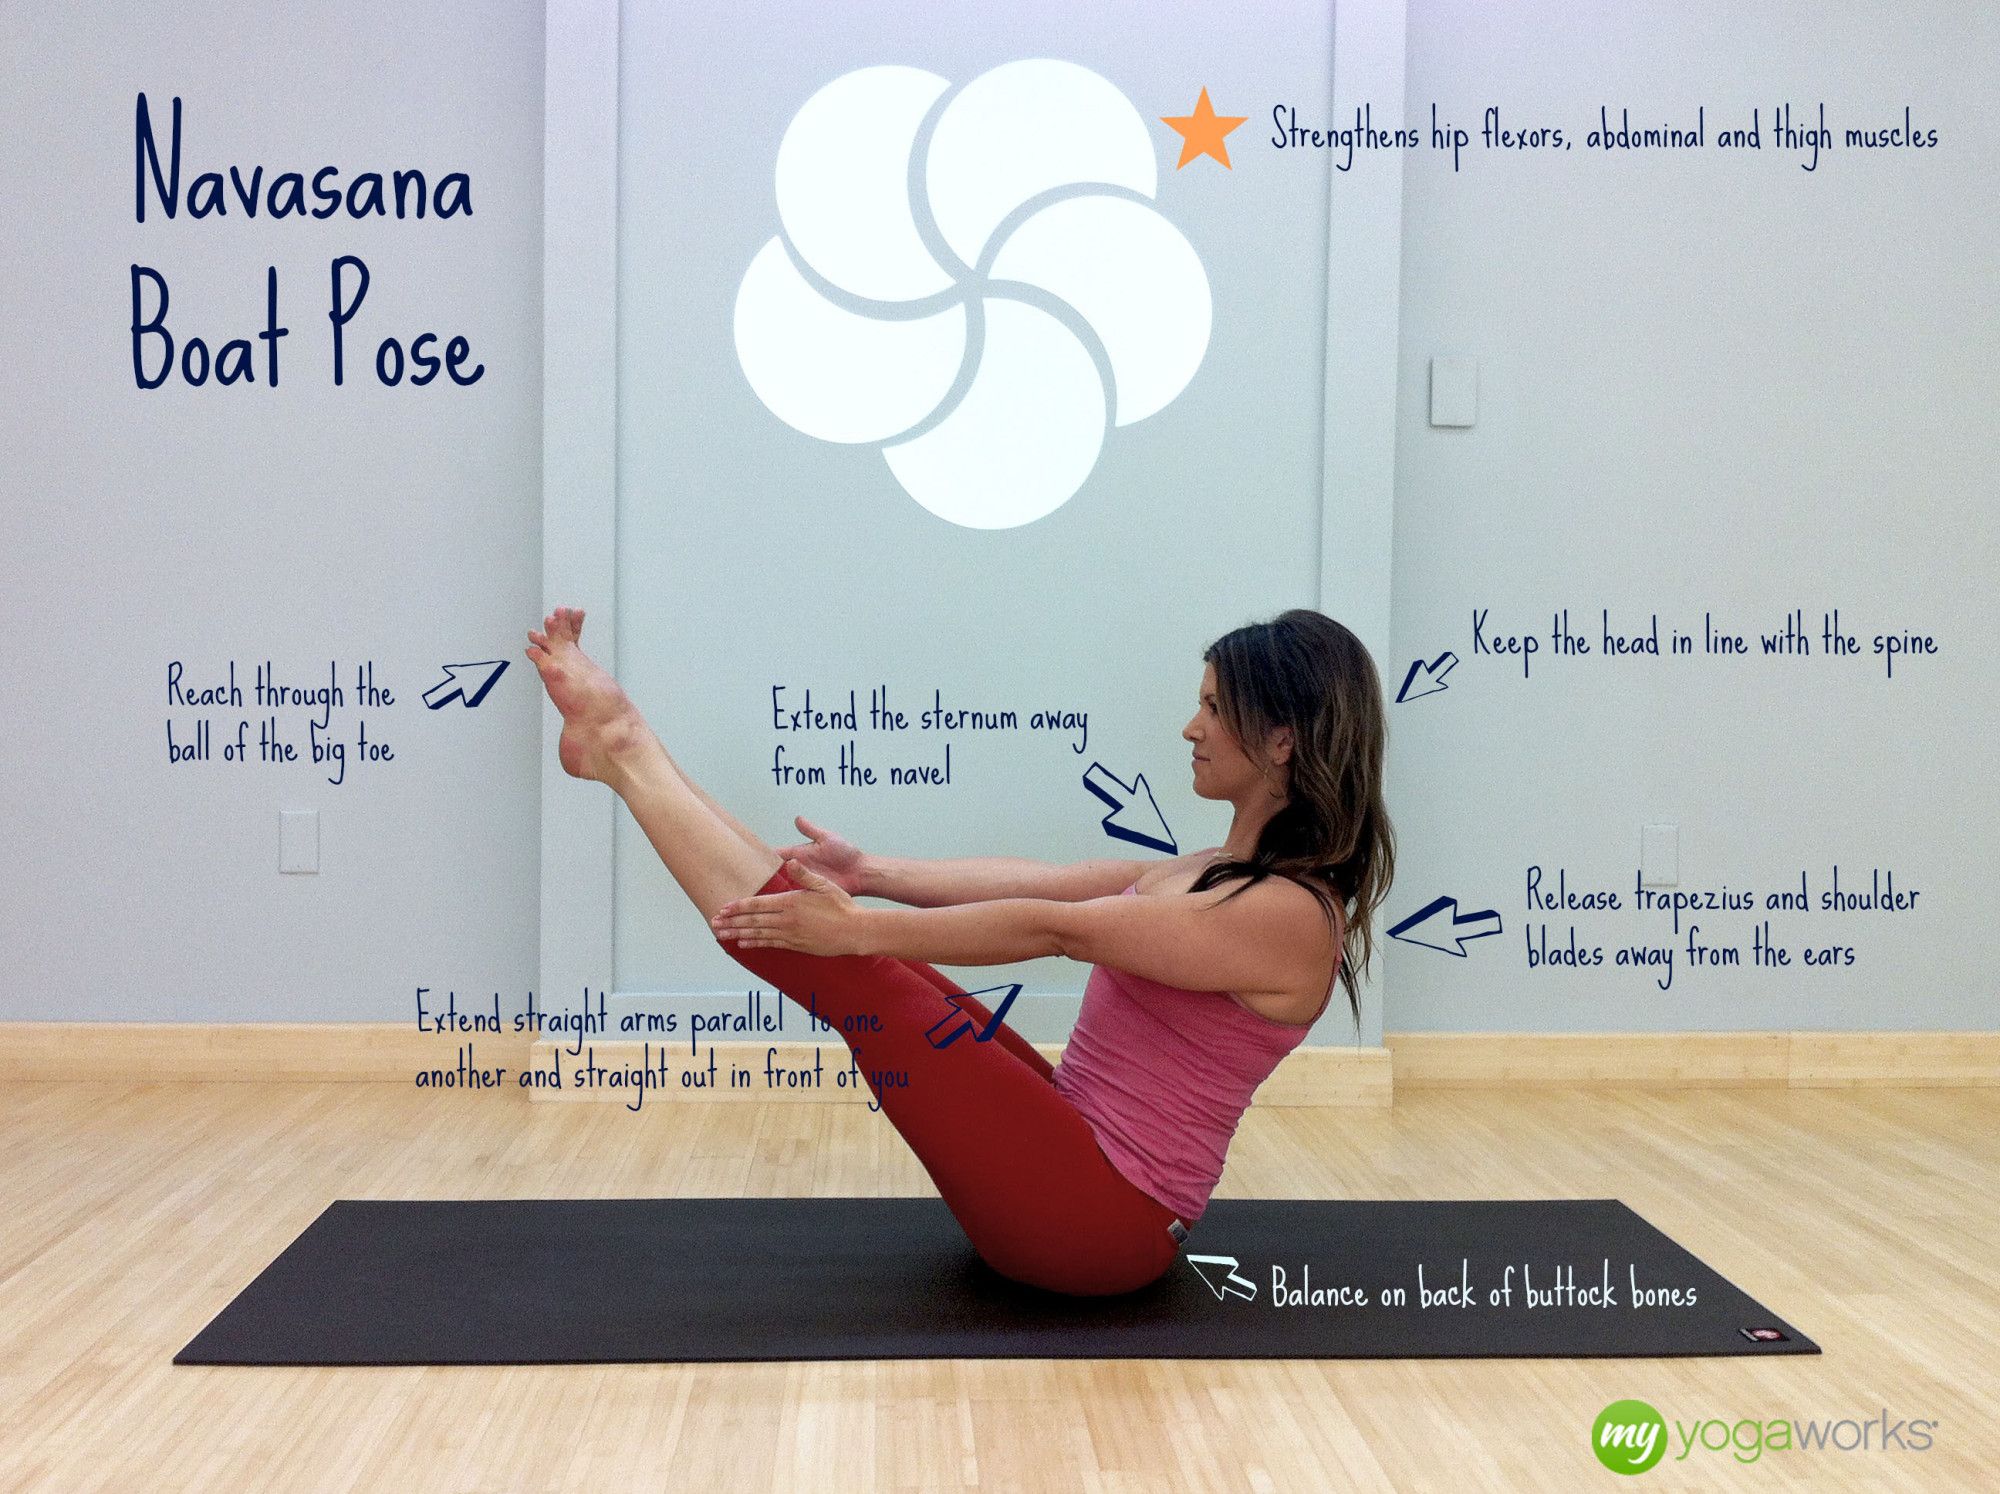 Navasana
Boat Pose
Strengthens hip flexors, abdominal and thigh muscles
Keep the head in line with the spine
Reach through the
ball of the big toe
Extend the sternum away
from the navel
Release trapezius and shoulder
blades away from the ears
Extend straight arms parallel to one
another and straight out in front of you
Balance on back of buttock bones
my yogaworks